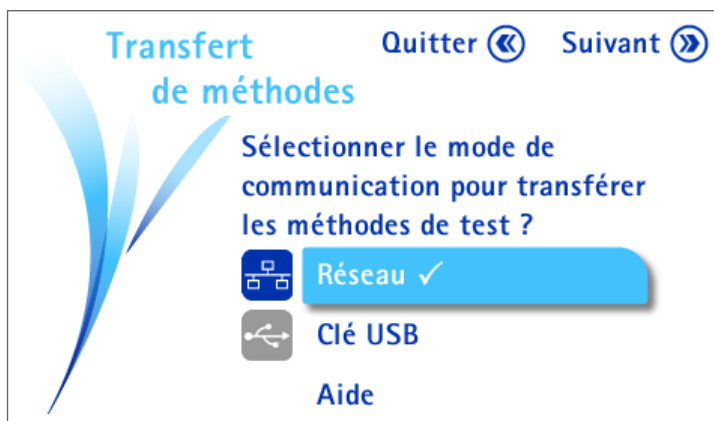 Transfert
de méthodes
Quitter
Suivant
Sélectionner le mode de
communication pour transférer
les méthodes de test ?
Réseau ✓
Clé USB
Aide